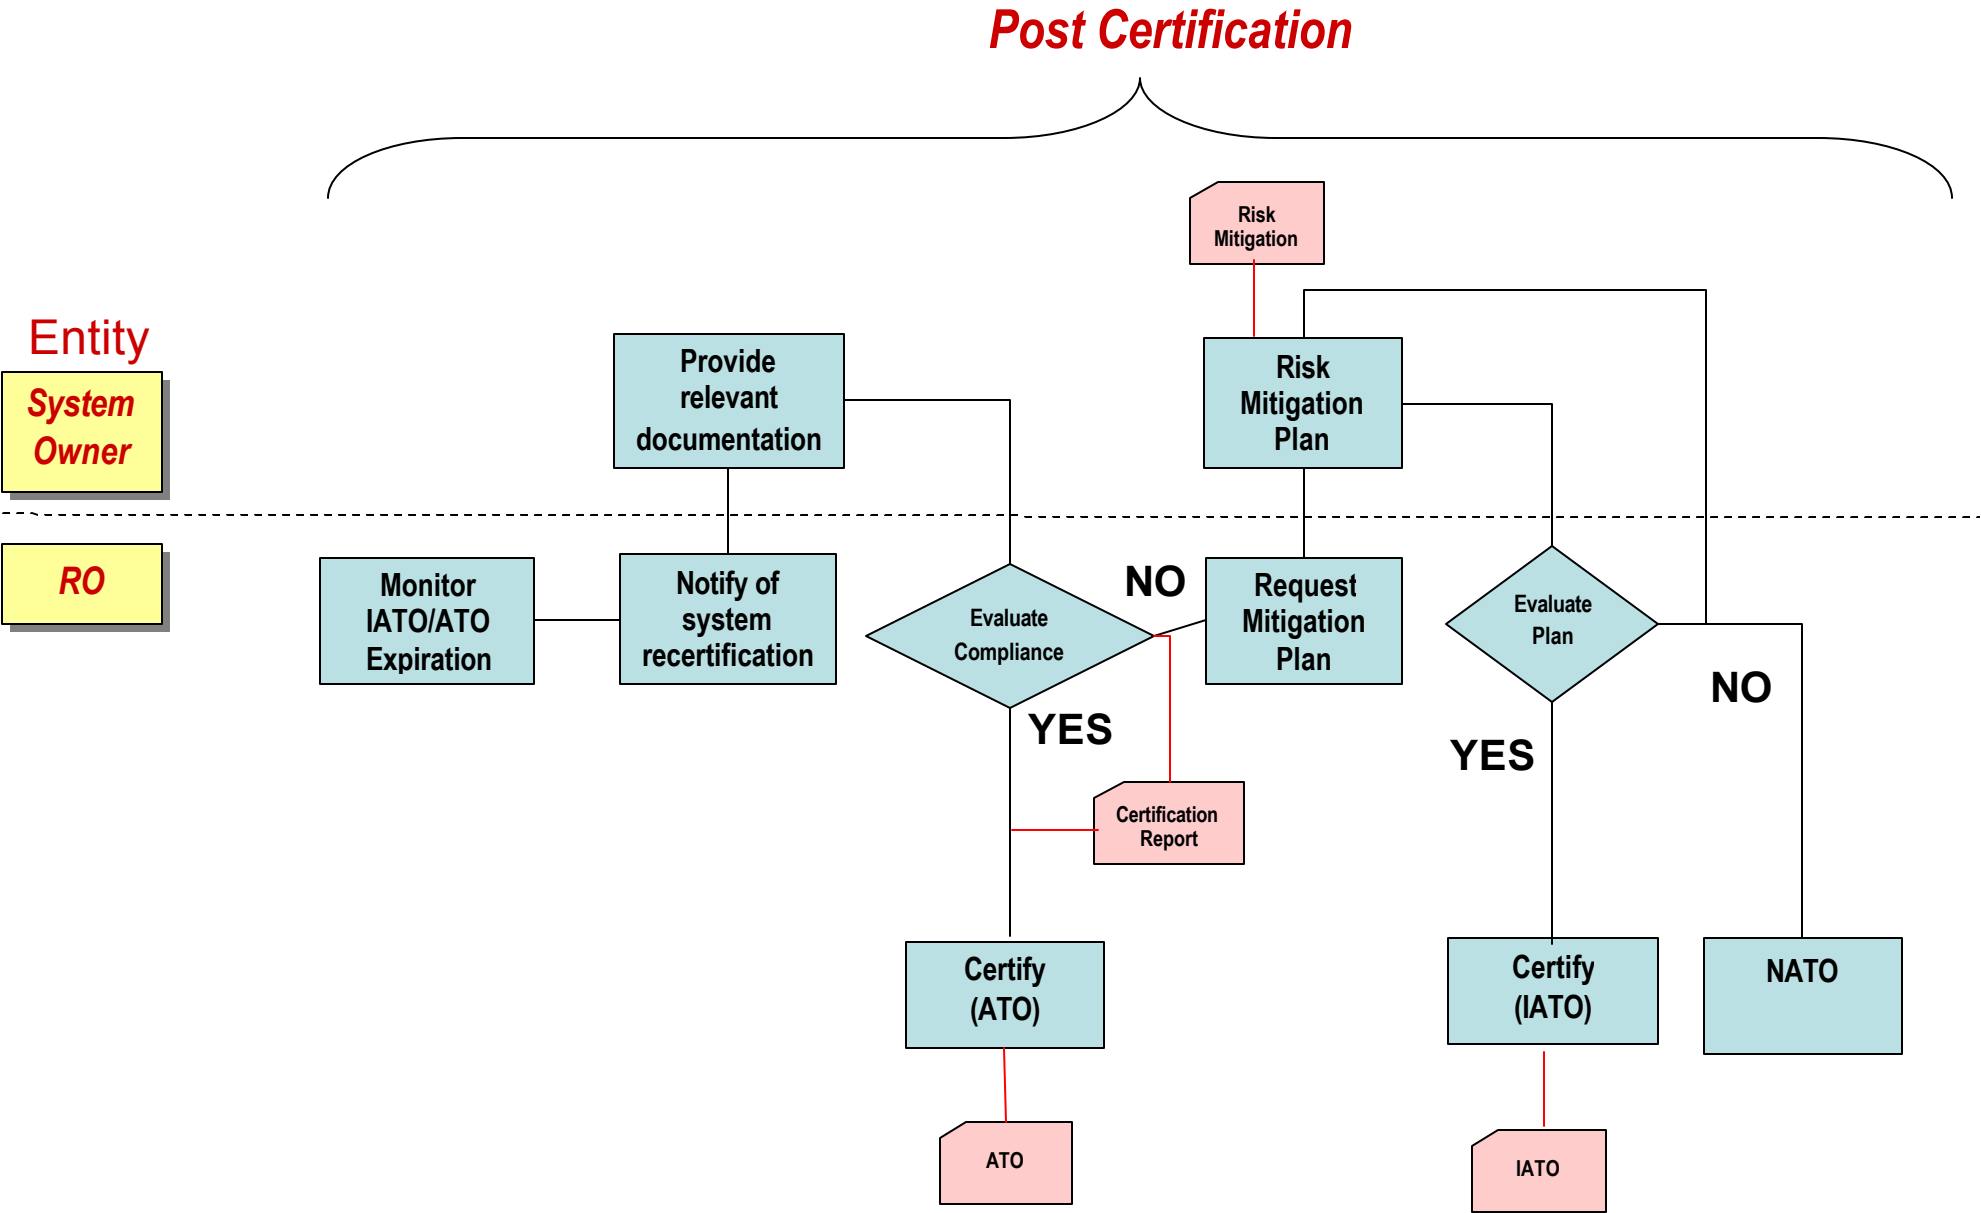 Post Certification
Risk
Mitigation
Entity
System
Owner
Provide
relevant
documentation
Risk
Mitigation
Plan
RO
Monitor
IATO/ATO
Expiration
Notify of
system
recertification
Evaluate
Compliance
NO
Request
Mitigation
Plan
Evaluate
Plan
NO
YES
YES
Certification
Report
Certify
(ATO)
Certify
(IATO)
NATO
ATO
IATO